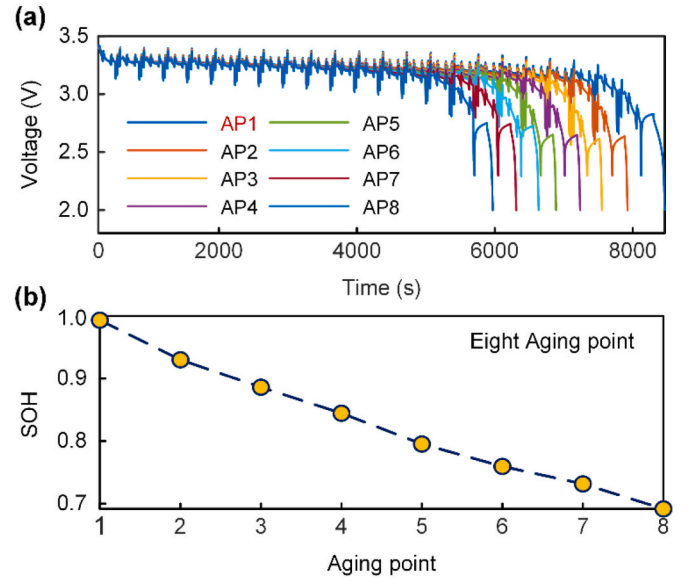 (a)
3.5
3.0
2.5
2.0
Voltage (V)
AP1 AP5
AP2 AP6
AP3 AP7
AP4 AP8
0 2000 4000 6000 8000
Time (s)
(b)
1.0
0.9
0.8
0.7
SOH
Eight Aging point
1 2 3 4 5 6 7 8
Aging point